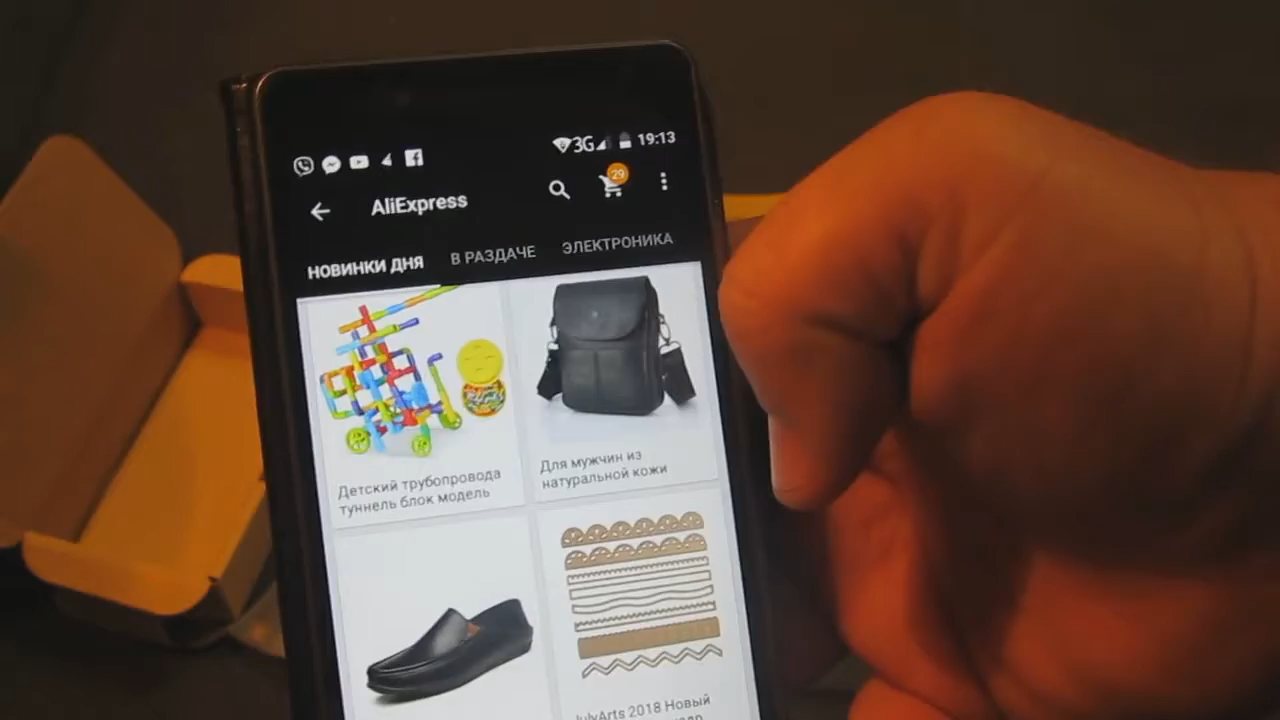 3G 19:13
29
AliExpress
НОВИНКИ ДНЯ В РАЗДАЧЕ ЭЛЕКТРОНИКА
Детский трубопровода
туннель блок модель
Для мужчин из
натуральной кожи
JulyArts 2018 Новый